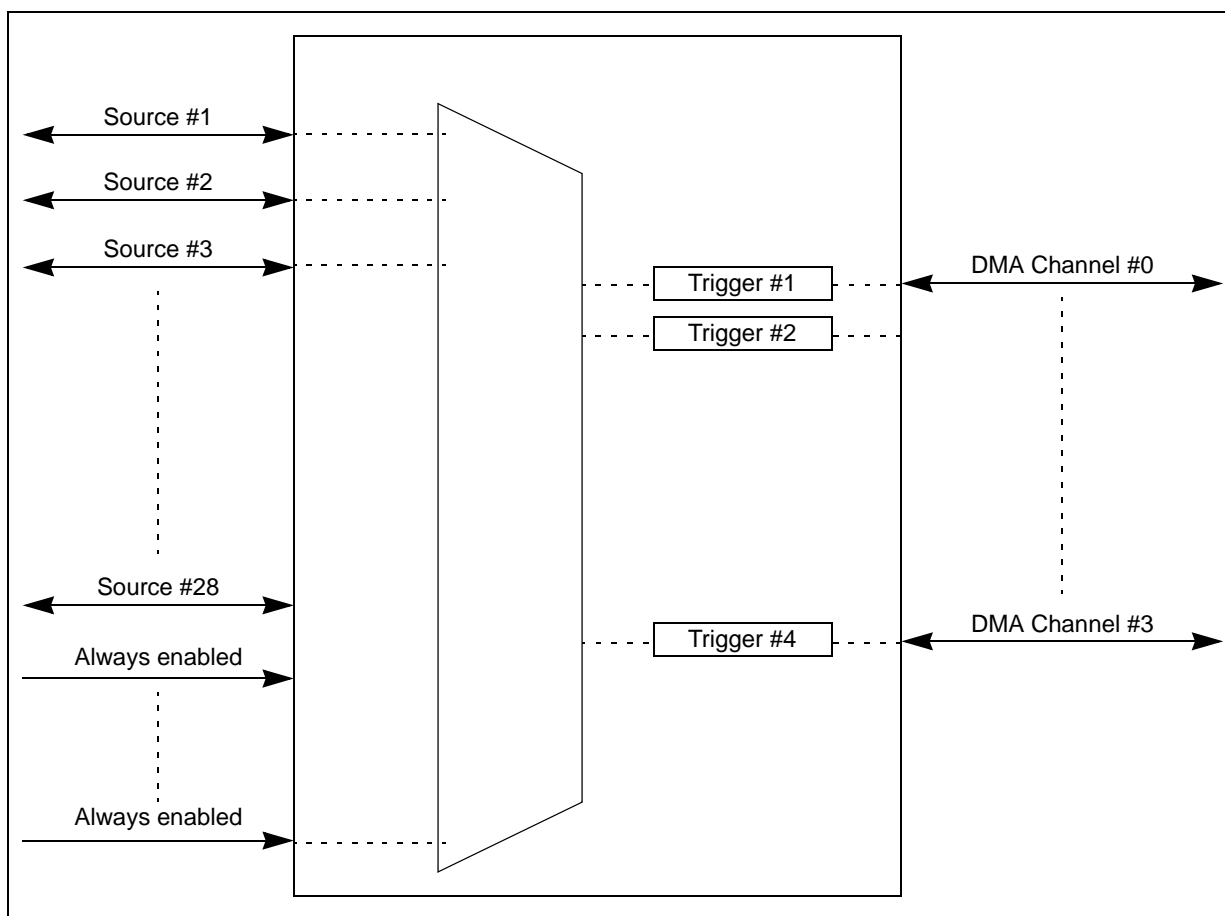 Source #1
Source #2
Source #3
Source #28
Always enabled
Always enabled
Trigger #1
Trigger #2
Trigger #4
DMA Channel #0
DMA Channel #3